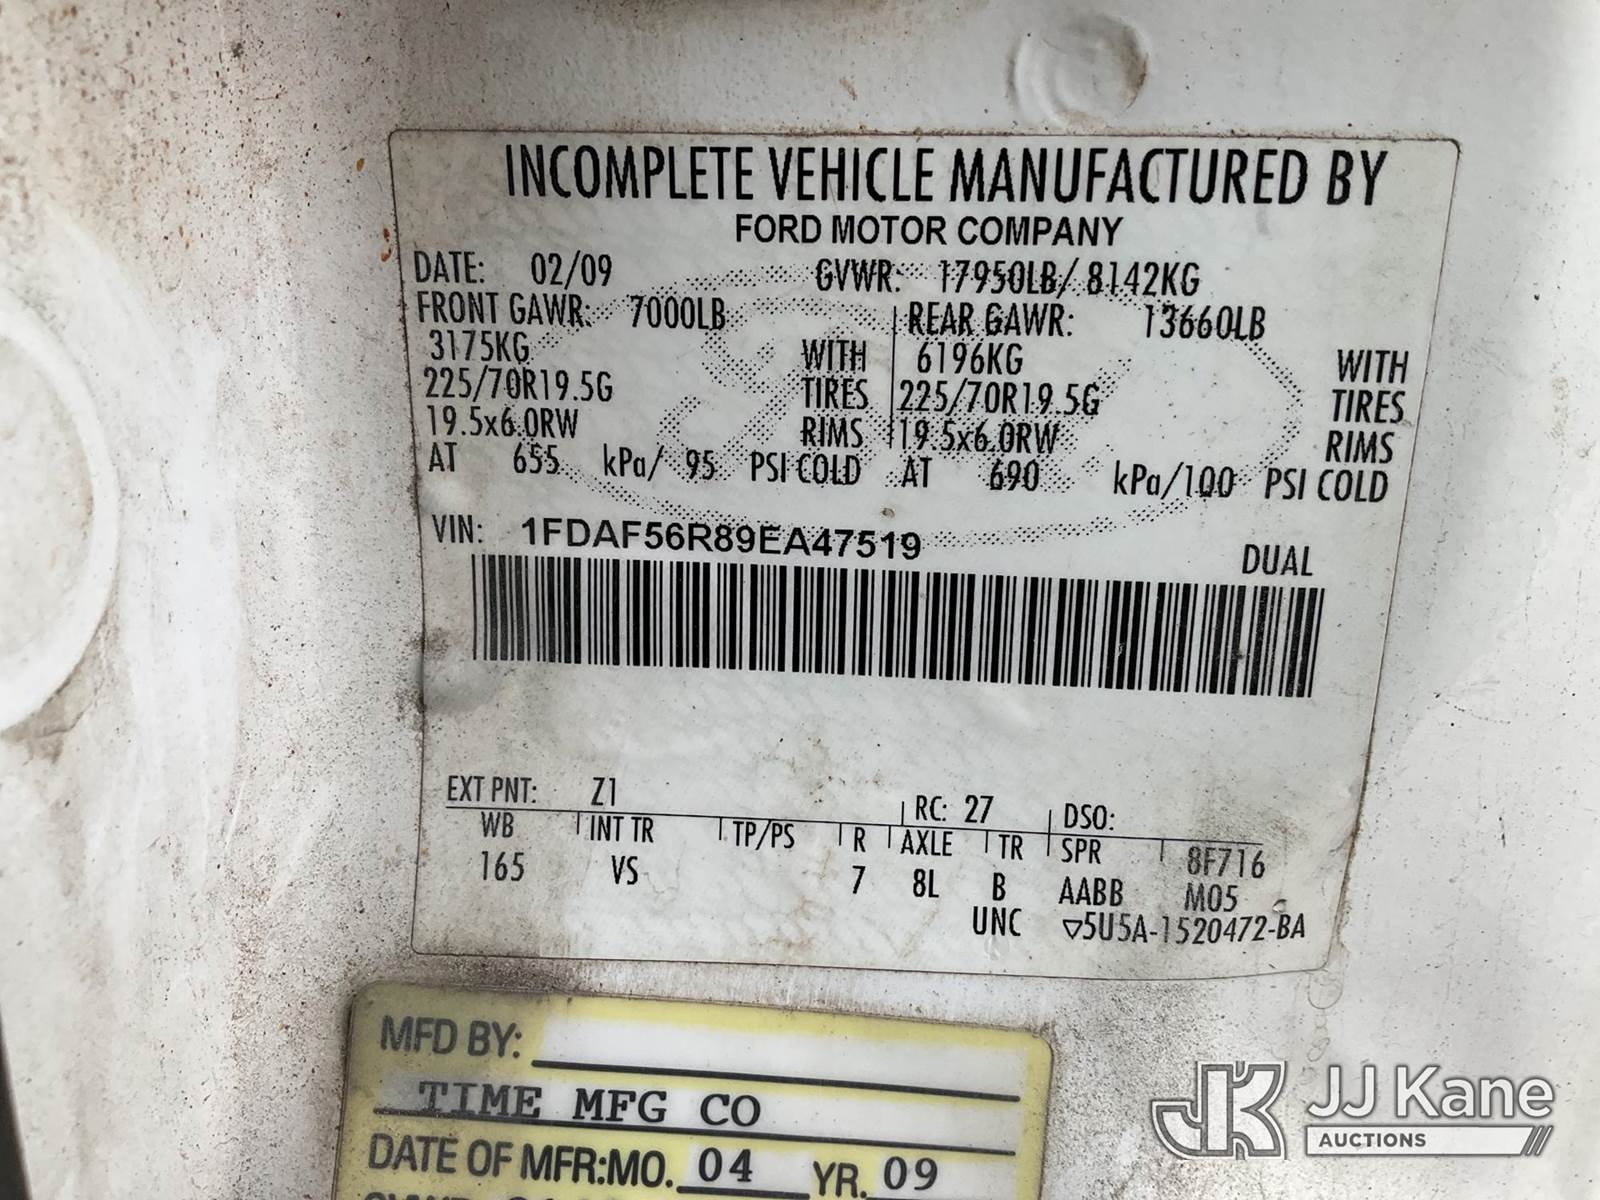 INCOMPLETE VEHICLE MANUFACTURED BY
FORD MOTOR COMPANY
DATE: 02/09 GVWR: 17950LB/ 8142KG
FRONT GAWR: 7000LB REAR GAWR: 13660LB
3175KG WITH 6196KG WITH
225/70R19.5G TIRES 225/70R19.5G TIRES
19.5x6.0RW RIMS 19.5x6.0RW RIMS
AT 655 kPa/ 95 PSI COLD AT 690 kPa/100 PSI COLD
VIN: 1FDAF56R89EA47519
DUAL
EXT PNT: Z1 RC: 27 DSO:
WB INT TR TP/PS R AXLE TR SPR 8F716
165 VS 7 8L B AABB M05
UNC ▽5U5A-1520472-BA
MFD BY:
TIME MFG CO
DATE OF MFR:MO. 04 YR. 09
JJ Kane
AUCTIONS